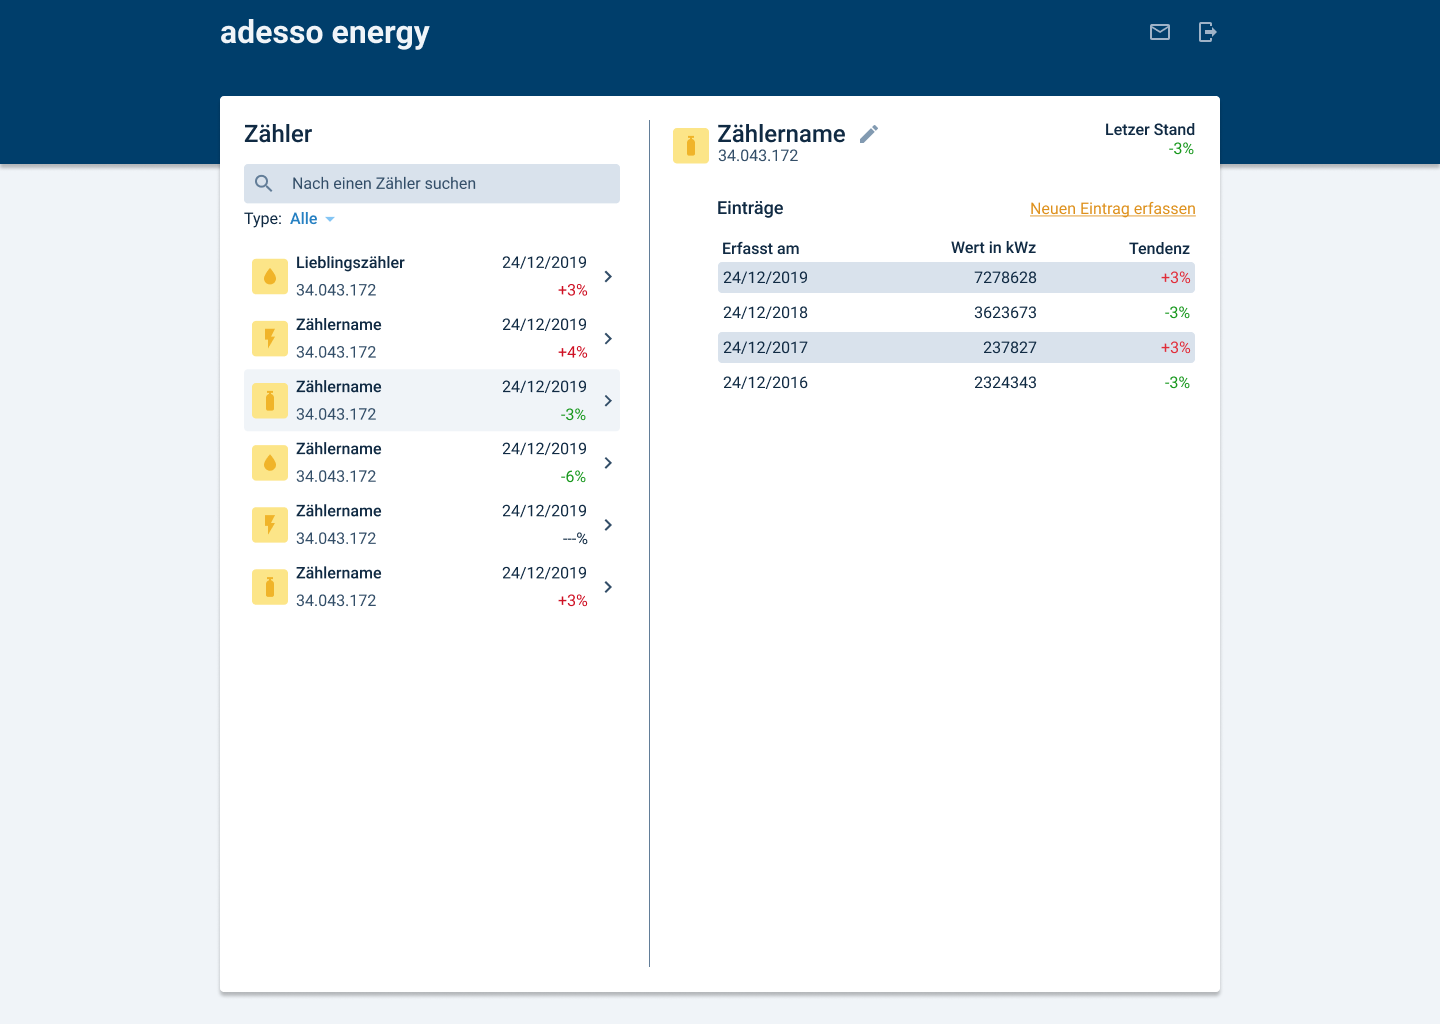 adesso energy
Zähler
Nach einen Zähler suchen
Type: Alle
Lieblingszähler 24/12/2019
34.043.172 +3%
Zählername 24/12/2019
34.043.172 +4%
Zählername 24/12/2019
34.043.172 -3%
Zählername 24/12/2019
34.043.172 -6%
Zählername 24/12/2019
34.043.172 ---%
Zählername 24/12/2019
34.043.172 +3%
Zählername
34.043.172
Letzer Stand
-3%
Einträge
Neuen Eintrag erfassen
Erfasst am Wert in kWz Tendenz
24/12/2019 7278628 +3%
24/12/2018 3623673 -3%
24/12/2017 237827 +3%
24/12/2016 2324343 -3%